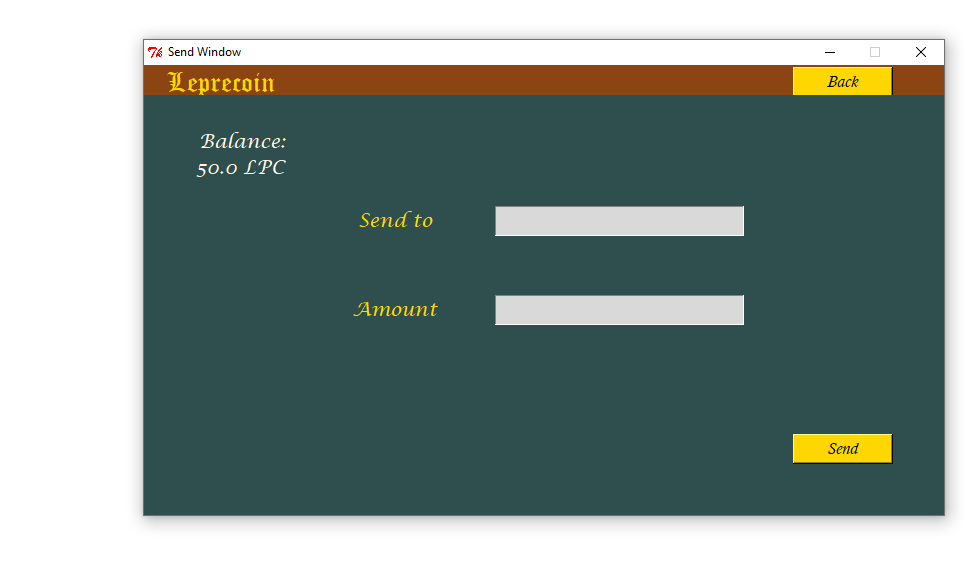 Send Window
Leprecoin
Back
Balance:
50.0 LPC
Send to
Amount
Send